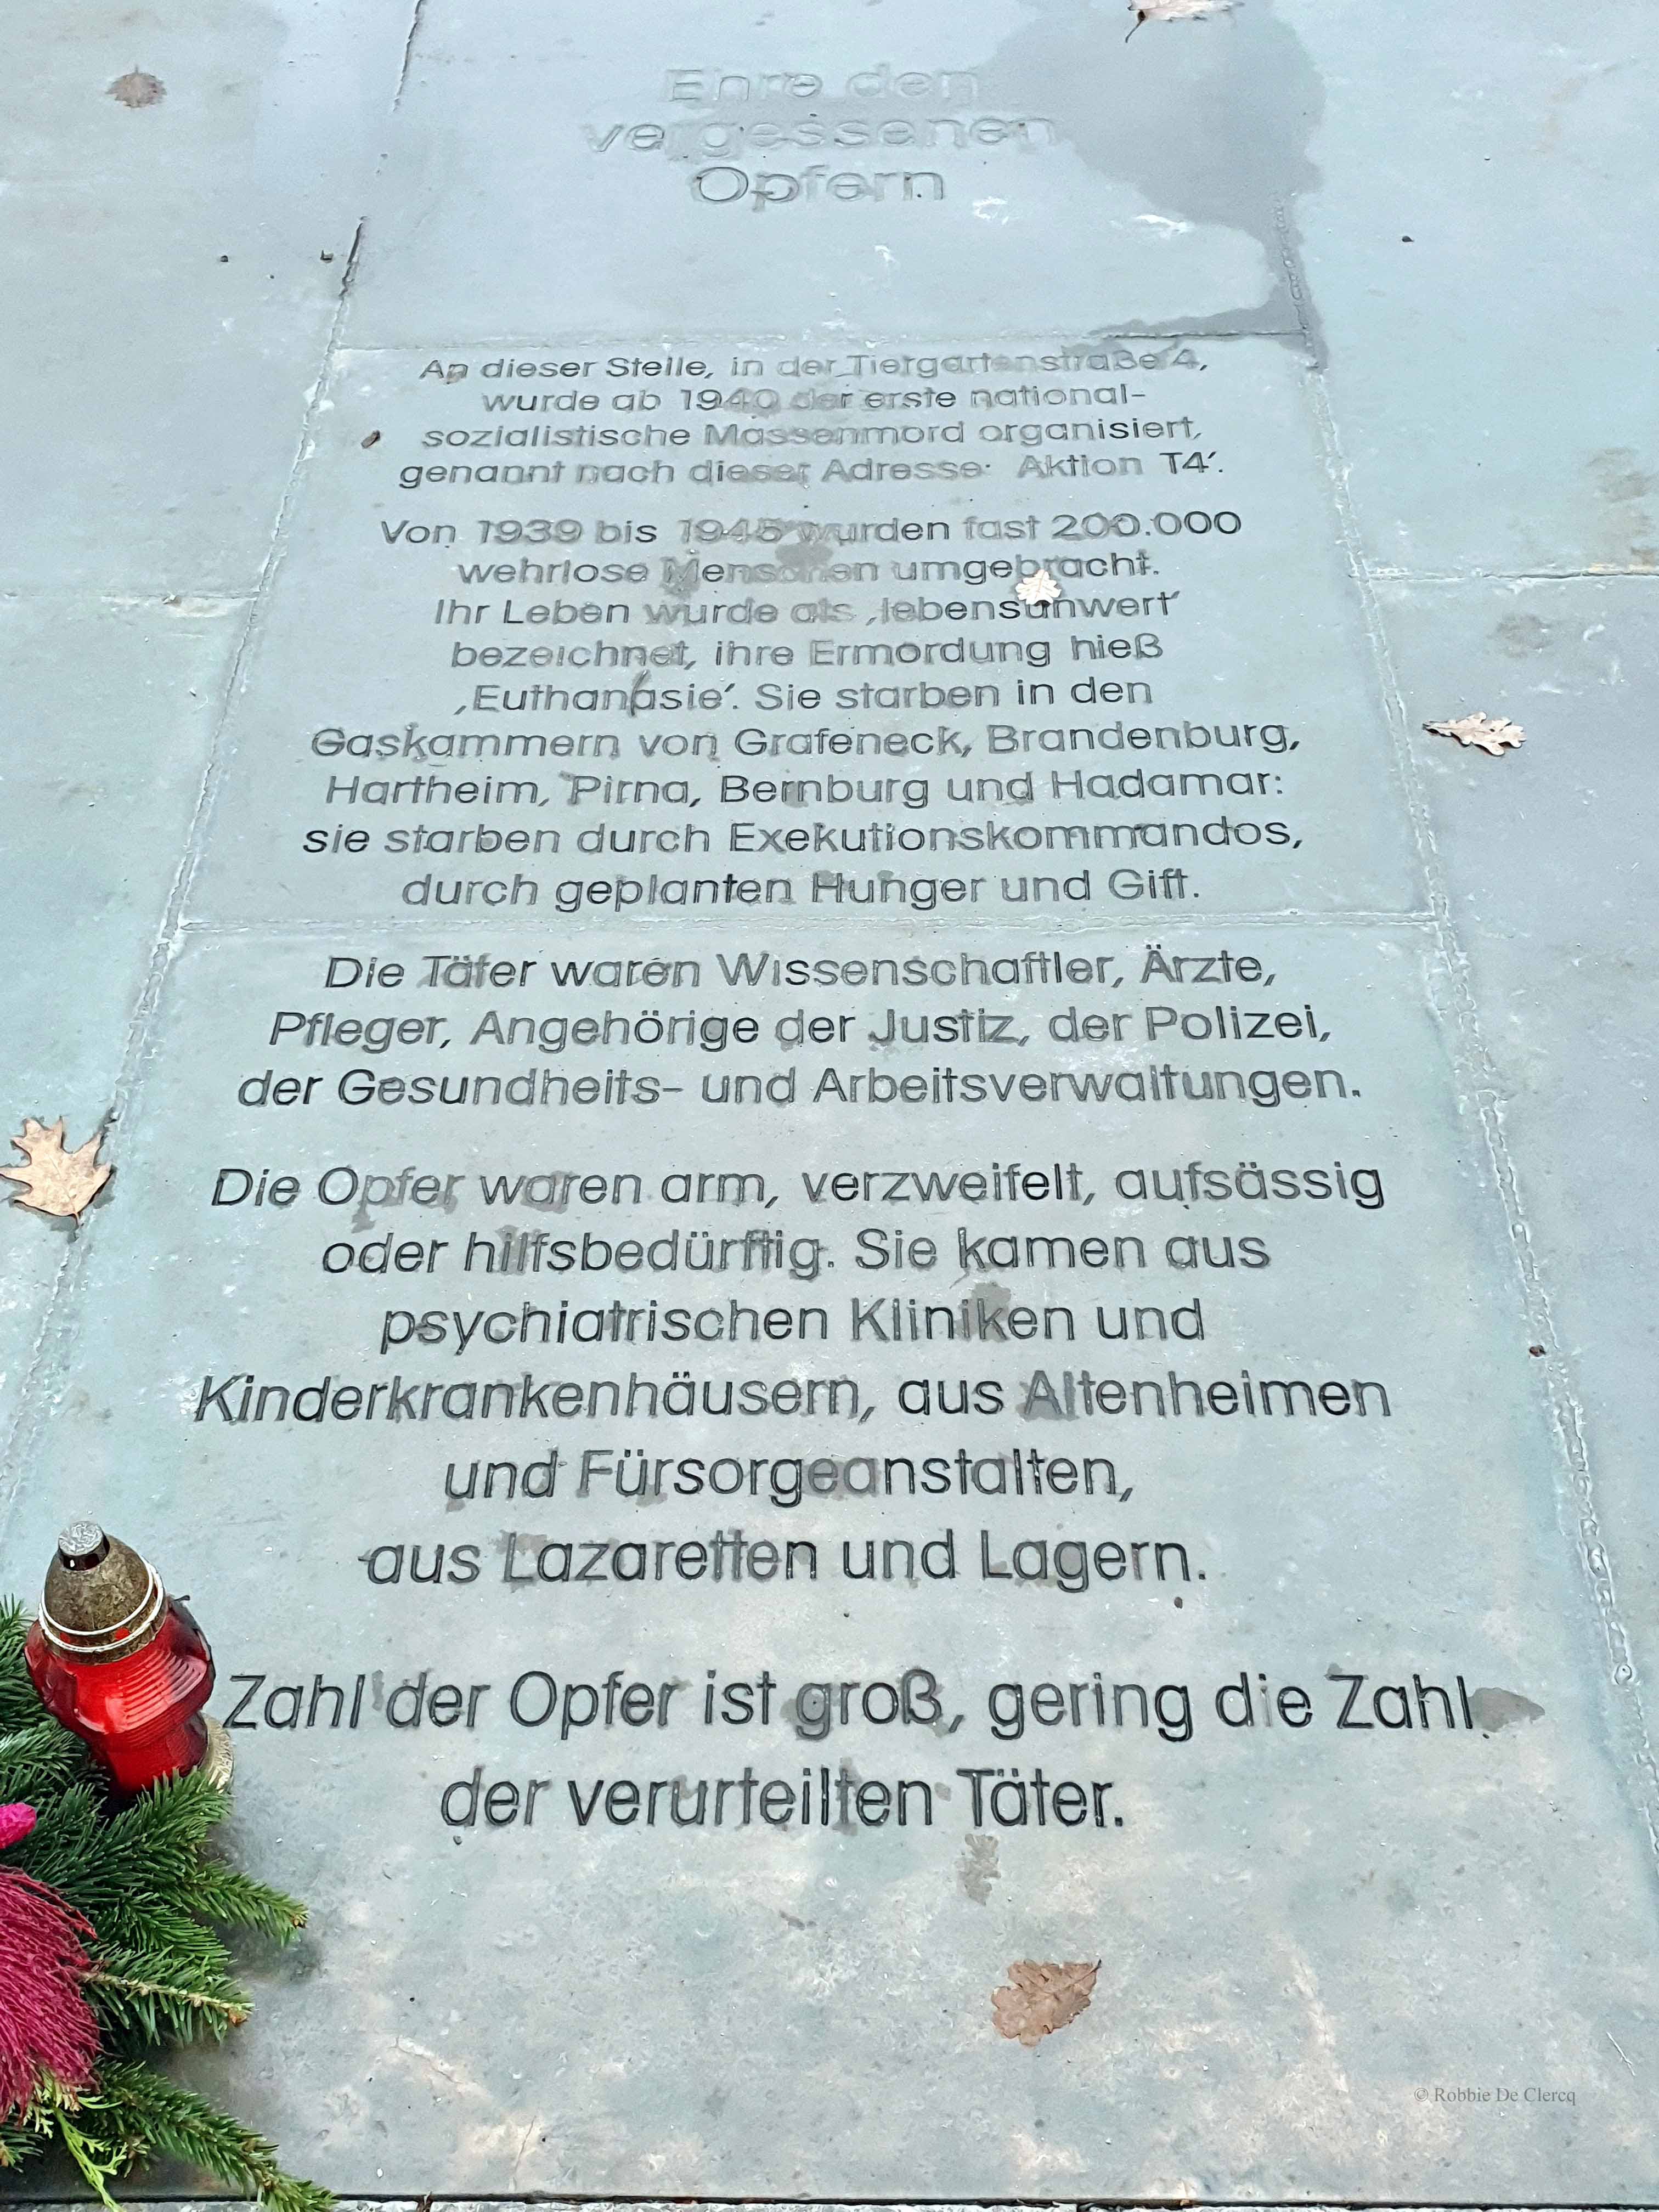 Ehre den
vergessenen
Opfern
An dieser Stelle, in der Tiergartenstraße 4,
wurde ab 1940 der erste national-
sozialistische Massenmord organisiert,
genannt nach dieser Adresse: ‚Aktion T4‘.
Von 1939 bis 1945 wurden fast 200.000
wehrlose Menschen umgebracht.
Ihr Leben wurde als ‚lebensunwert‘
bezeichnet, ihre Ermordung hieß
‚Euthanasie‘. Sie starben in den
Gaskammern von Grafeneck, Brandenburg,
Hartheim, Pirna, Bernburg und Hadamar:
sie starben durch Exekutionskommandos,
durch geplanten Hunger und Gift.
Die Täter waren Wissenschaftler, Ärzte,
Pfleger, Angehörige der Justiz, der Polizei,
der Gesundheits- und Arbeitsverwaltungen.
Die Opfer waren arm, verzweifelt, aufsässig
oder hilfsbedürftig. Sie kamen aus
psychiatrischen Kliniken und
Kinderkrankenhäusern, aus Altenheimen
und Fürsorgeanstalten,
aus Lazaretten und Lagern.
Zahl der Opfer ist groß, gering die Zahl
der verurteilten Täter.
© Robbie De Clercq